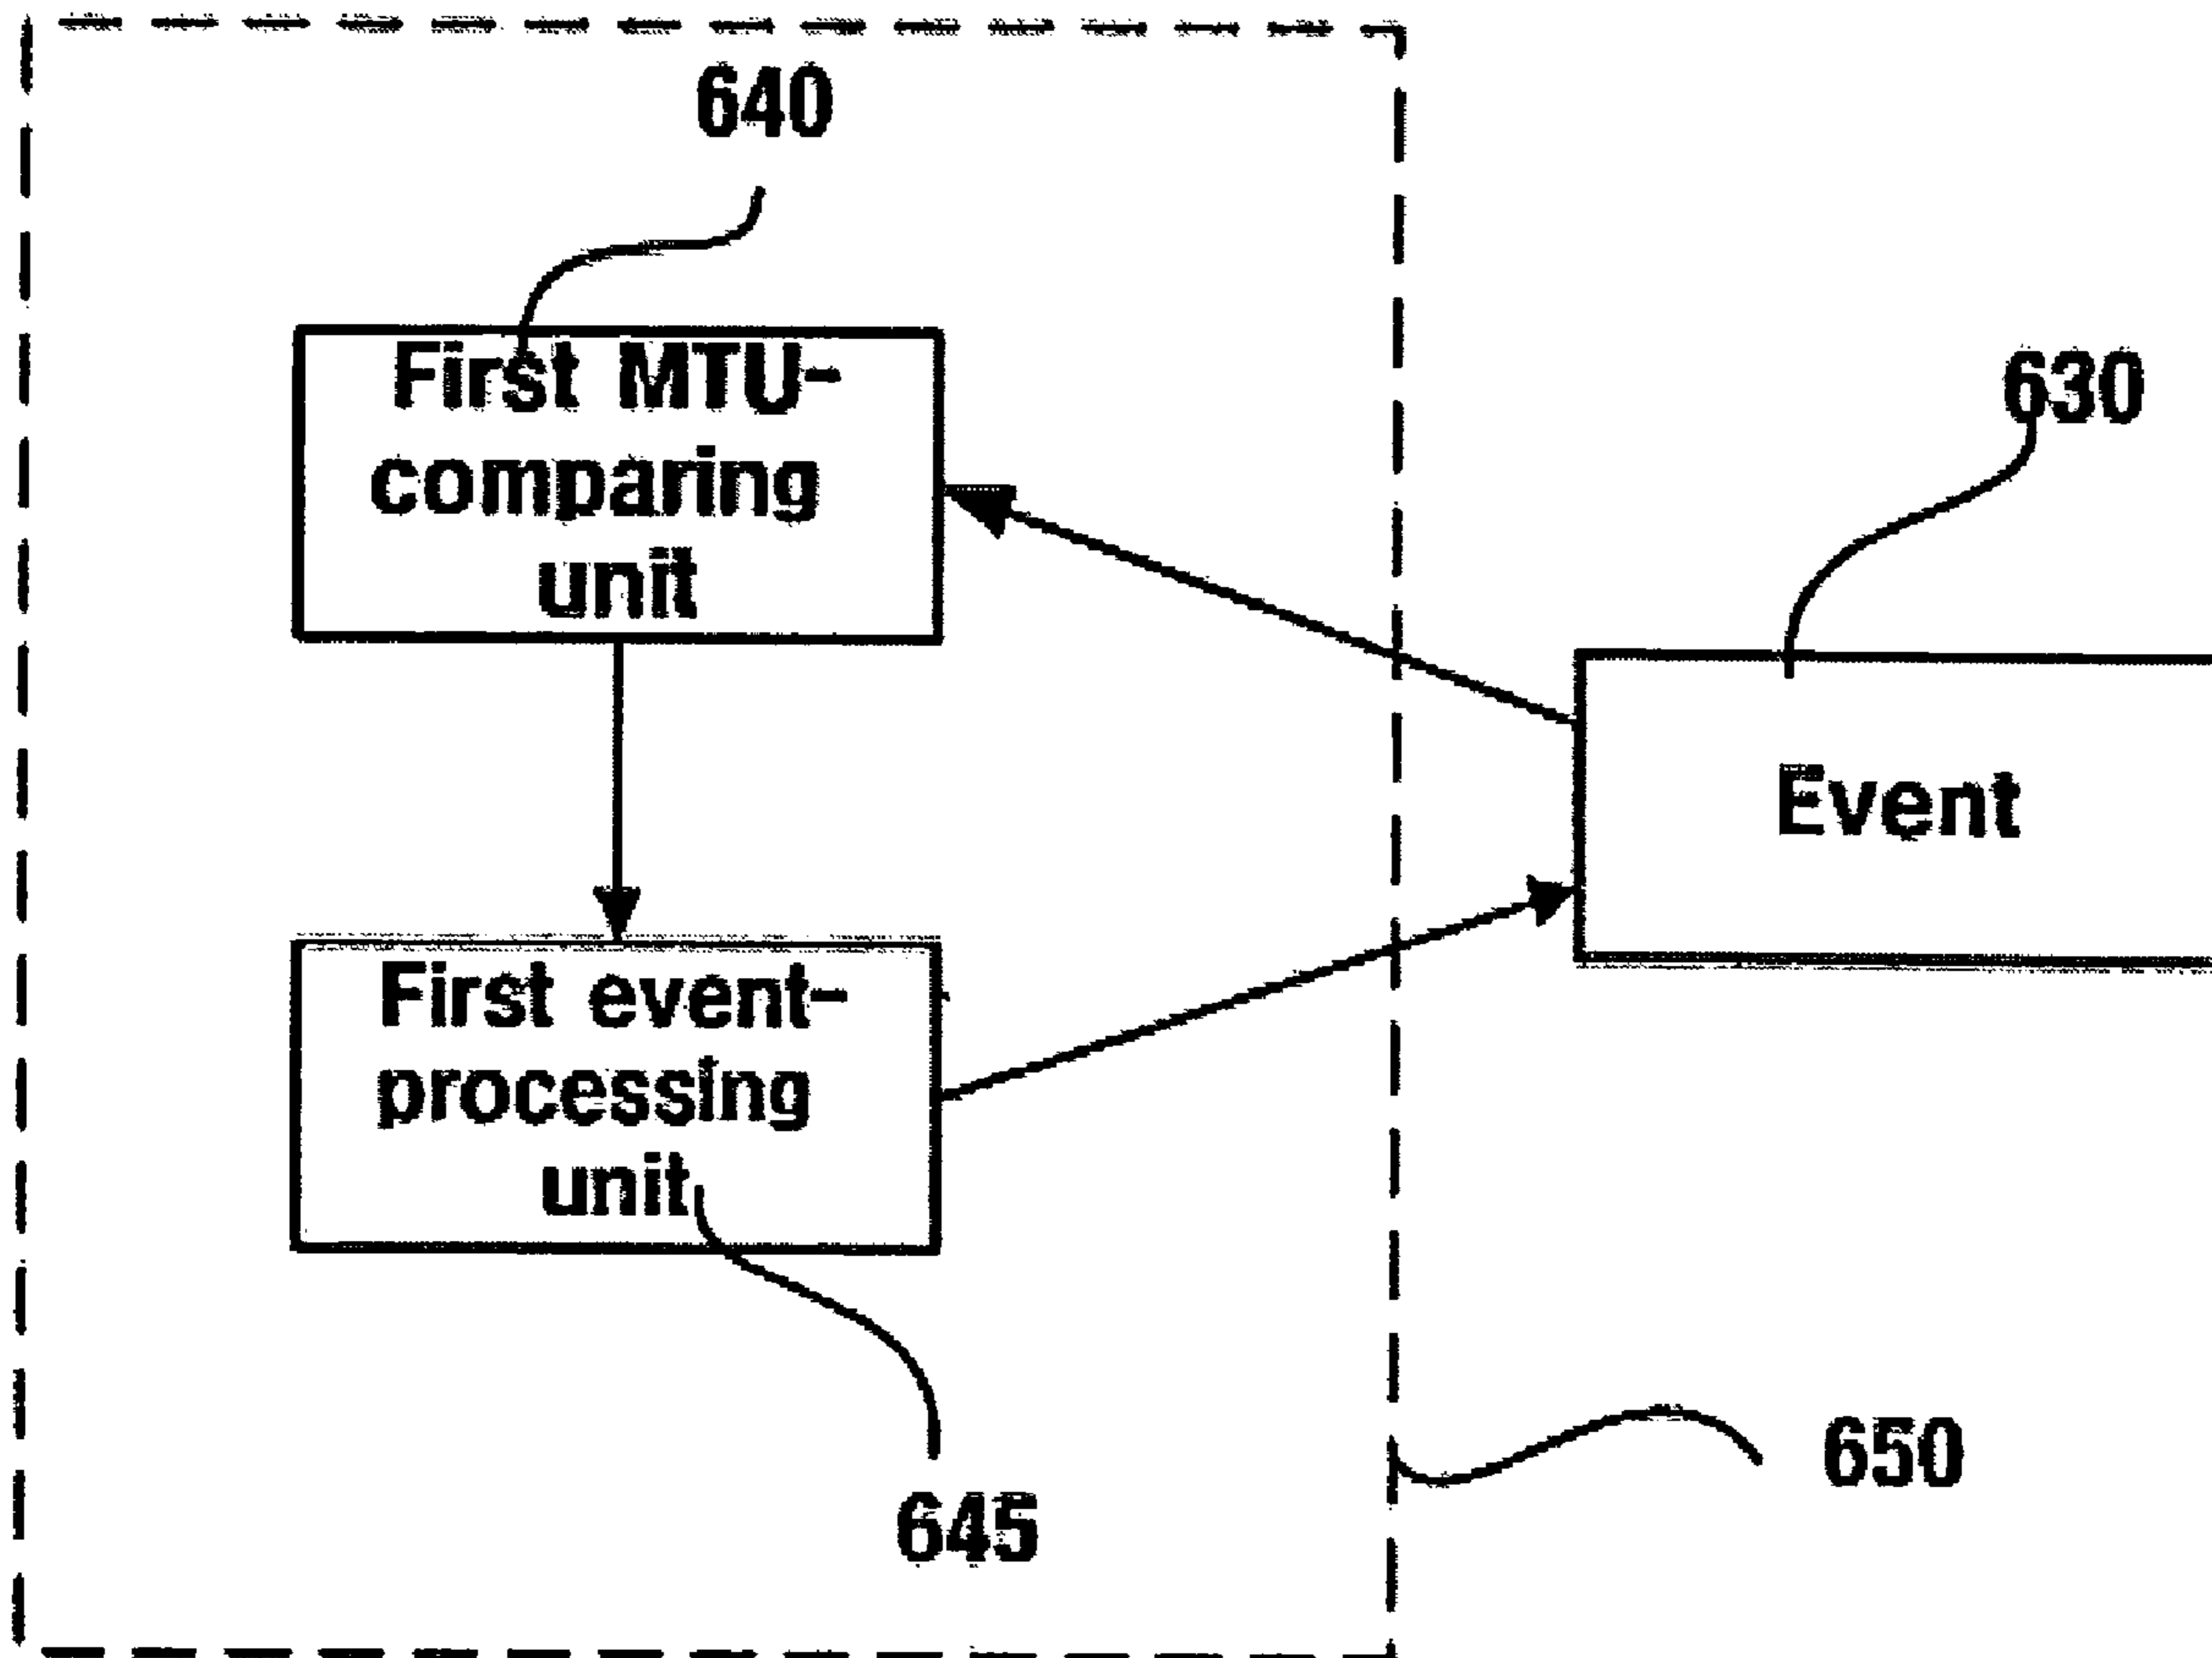 640
First MTU-
comparing
unit
630
Event
First event-
processing
unit
650
645